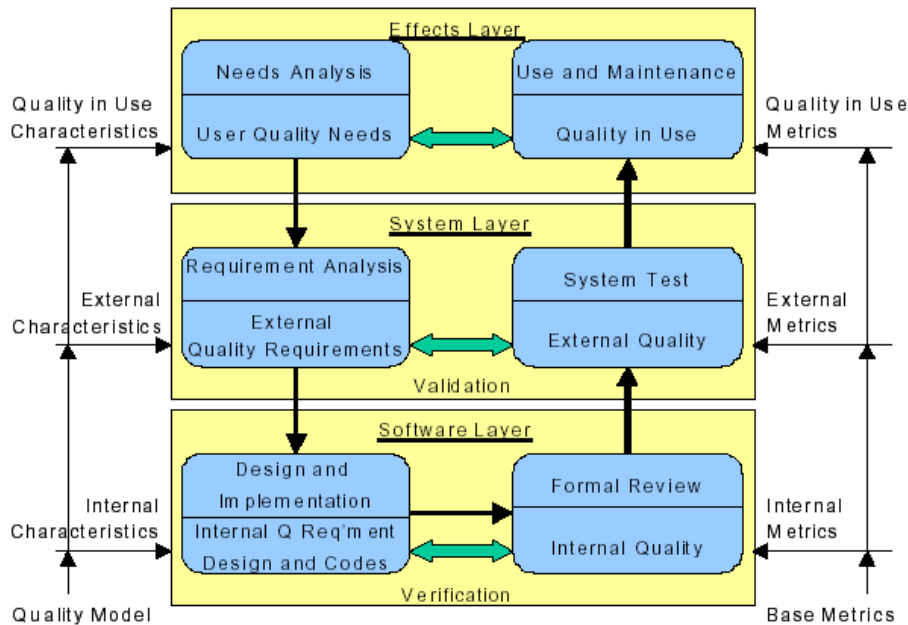 Effects Layer
Needs Analysis
Use and Maintenance
Quality in Use
Characteristics
User Quality Needs
Quality in Use
Quality in Use
Metrics
System Layer
Requirement Analysis
System Test
External
Characteristics
External
Quality Requirements
External Quality
External
Metrics
Validation
Software Layer
Design and
Implementation
Formal Review
Internal
Characteristics
Internal Q Req'ment
Design and Codes
Internal Quality
Internal
Metrics
Verification
Quality Model
Base Metrics